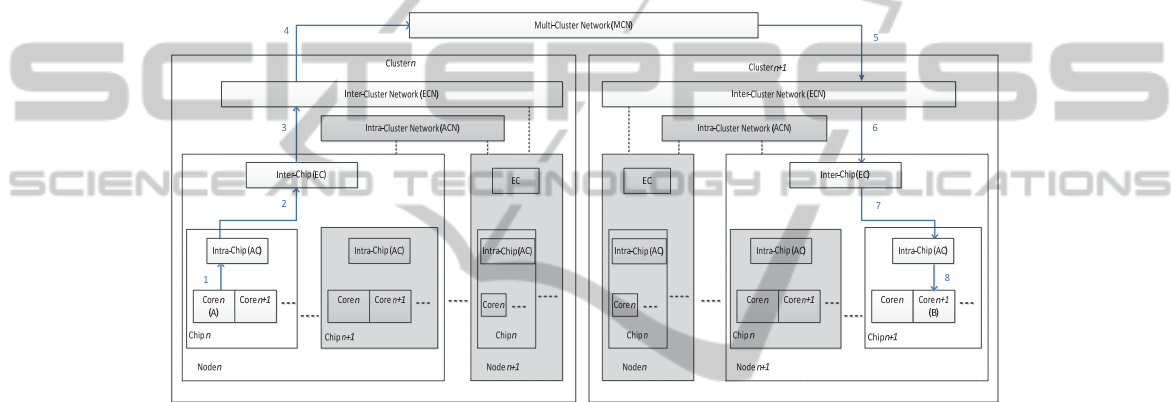 Multi-Cluster Network (MCN)
4
5
Cluster n
Cluster n+1
Inter-Cluster Network (ECN)
Inter-Cluster Network (ECN)
3
6
Intra-Cluster Network (ACN)
Intra-Cluster Network (ACN)
SCITEPRESS
SCIENCE AND TECHNOLOGY PUBLICATIONS
Inter-Chip (EC)
EC
EC
Inter-Chip (EC)
2
7
Intra-Chip (AC)
Intra-Chip (AC)
Intra-Chip (AC)
Intra-Chip (AC)
Intra-Chip (AC)
Intra-Chip (AC)
1
8
Core n
(A)
Core n+1
Core n
Core n+1
Core n
Core n
Core n
Core n+1
Core n
Core n+1
(B)
Chip n
Chip n+1
Chip n
Chip n
Chip n+1
Chip n+1
Node n
Node n+1
Node n
Node n+1